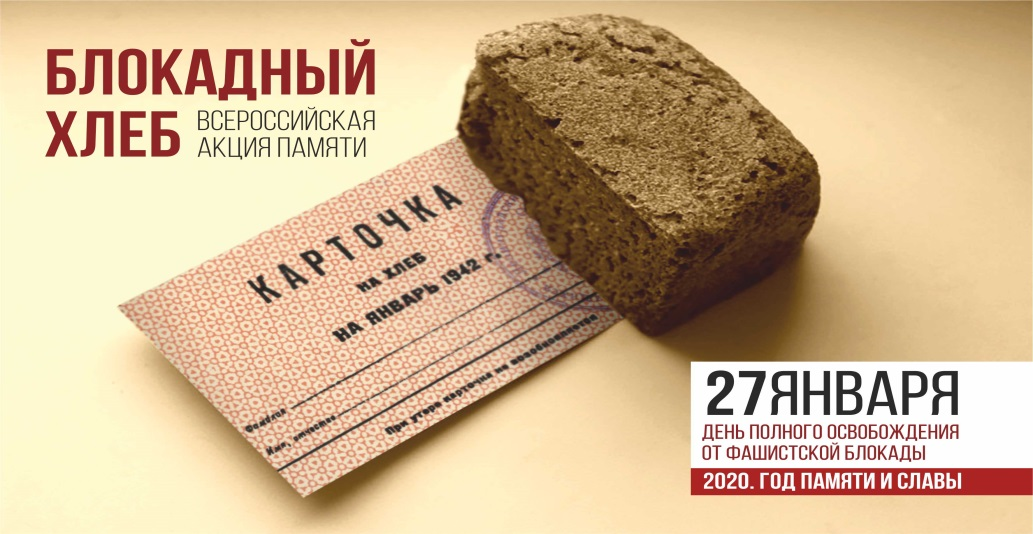 БЛОКАДНЫЙ
ХЛЕБ
ВСЕРОССИЙСКАЯ
АКЦИЯ ПАМЯТИ
КАРТОЧКА
НА ХЛЕБ
НА ЯНВАРЬ 1942 г.
Фамилия
Имя, отчество
При утере карточка не возобновляется
27ЯНВАРЯ
ДЕНЬ ПОЛНОГО ОСВОБОЖДЕНИЯ
ОТ ФАШИСТСКОЙ БЛОКАДЫ
2020. ГОД ПАМЯТИ И СЛАВЫ